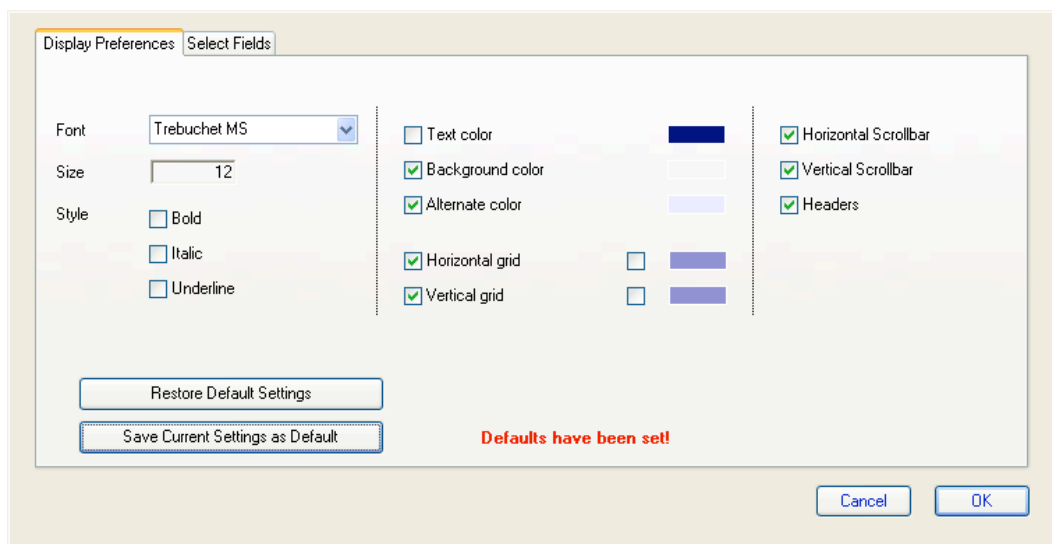 Display Preferences
Select Fields
Font
Trebuchet MS
Size
12
Style
Bold
Italic
Underline
Text color
Background color
Alternate color
Horizontal grid
Vertical grid
Horizontal Scrollbar
Vertical Scrollbar
Headers
Restore Default Settings
Save Current Settings as Default
Defaults have been set!
Cancel
OK